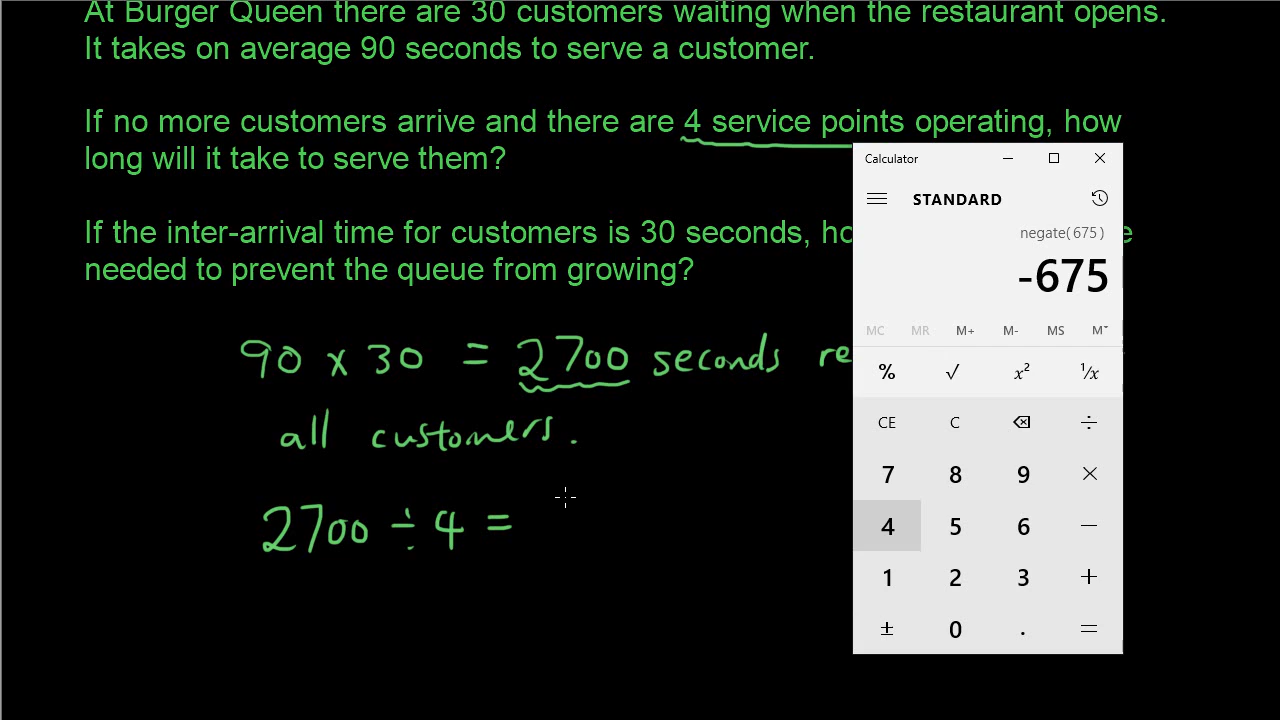 At Burger Queen there are 30 customers waiting when the restaurant opens.
It takes on average 90 seconds to serve a customer.
If no more customers arrive and there are 4 service points operating, how
long will it take to serve them?
If the inter-arrival time for customers is 30 seconds,
needed to prevent the queue from growing?
90 x 30 = 2700 seconds
all customers.
2700 ÷ 4 =
Calculator
STANDARD
negate(675)
-675
MC MR M+ M- MS M˅
% √ x² ¹/x
CE C ⌫ ÷
7 8 9 ×
4 5 6 −
1 2 3 +
± 0 . =